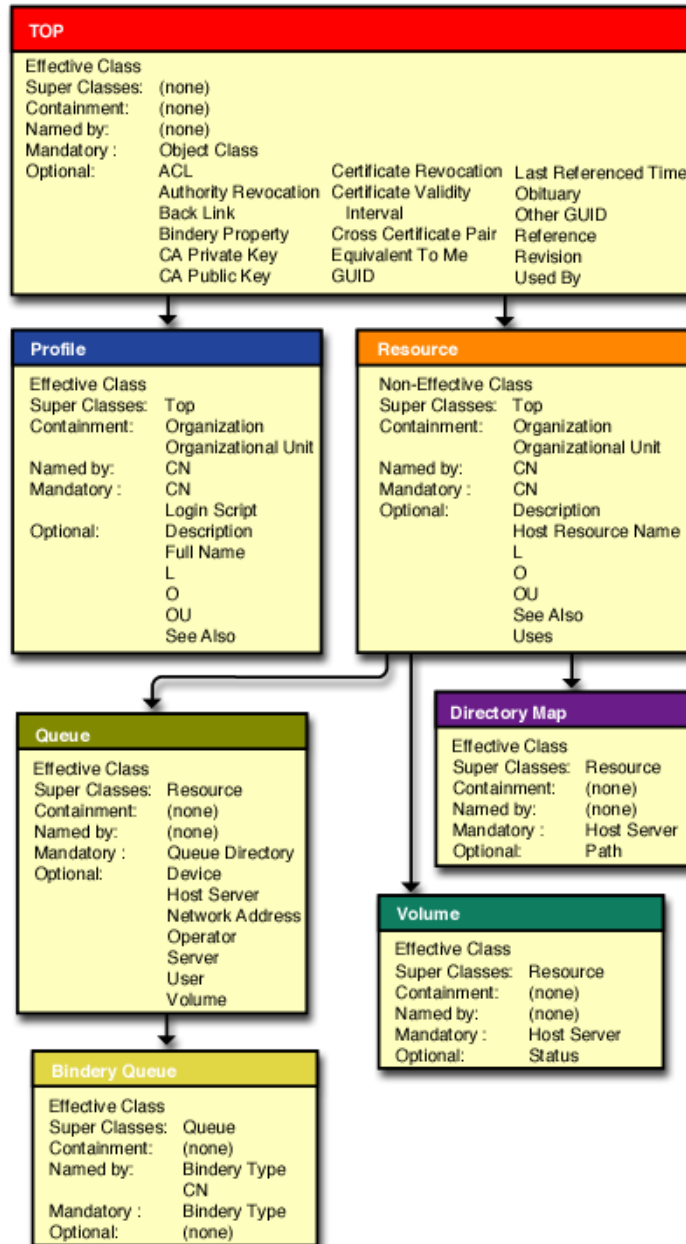 TOP
Effective Class
Super Classes: (none)
Containment: (none)
Named by: (none)
Mandatory : Object Class
Optional: ACL Certificate Revocation Last Referenced Time
Authority Revocation Certificate Validity Obituary
Back Link Interval Other GUID
Bindery Property Cross Certificate Pair Reference
CA Private Key Equivalent To Me Revision
CA Public Key GUID Used By
Profile
Effective Class
Super Classes: Top
Containment: Organization
Organizational Unit
Named by: CN
Mandatory : CN
Login Script
Optional: Description
Full Name
L
O
OU
See Also
Resource
Non-Effective Class
Super Classes: Top
Containment: Organization
Organizational Unit
Named by: CN
Mandatory : CN
Optional: Description
Host Resource Name
L
O
OU
See Also
Uses
Queue
Effective Class
Super Classes: Resource
Containment: (none)
Named by: (none)
Mandatory : Queue Directory
Optional: Device
Host Server
Network Address
Operator
Server
User
Volume
Directory Map
Effective Class
Super Classes: Resource
Containment: (none)
Named by: (none)
Mandatory : Host Server
Optional: Path
Volume
Effective Class
Super Classes: Resource
Containment: (none)
Named by: (none)
Mandatory : Host Server
Optional: Status
Bindery Queue
Effective Class
Super Classes: Queue
Containment: (none)
Named by: Bindery Type
CN
Mandatory : Bindery Type
Optional: (none)